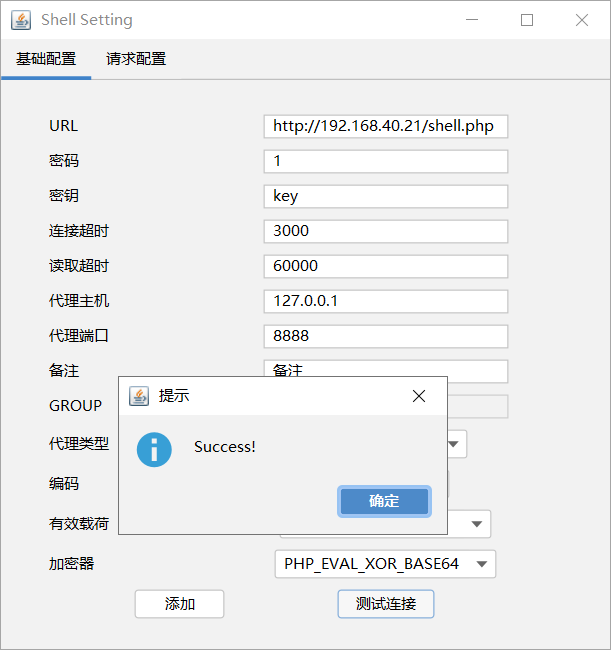 Shell Setting
基础配置 请求配置
URL http://192.168.40.21/shell.php
密码 1
密钥 key
连接超时 3000
读取超时 60000
代理主机 127.0.0.1
代理端口 8888
备注 备注
提示
GROUP
代理类型
Success!
编码
确定
有效载荷
加密器 PHP_EVAL_XOR_BASE64
添加 测试连接